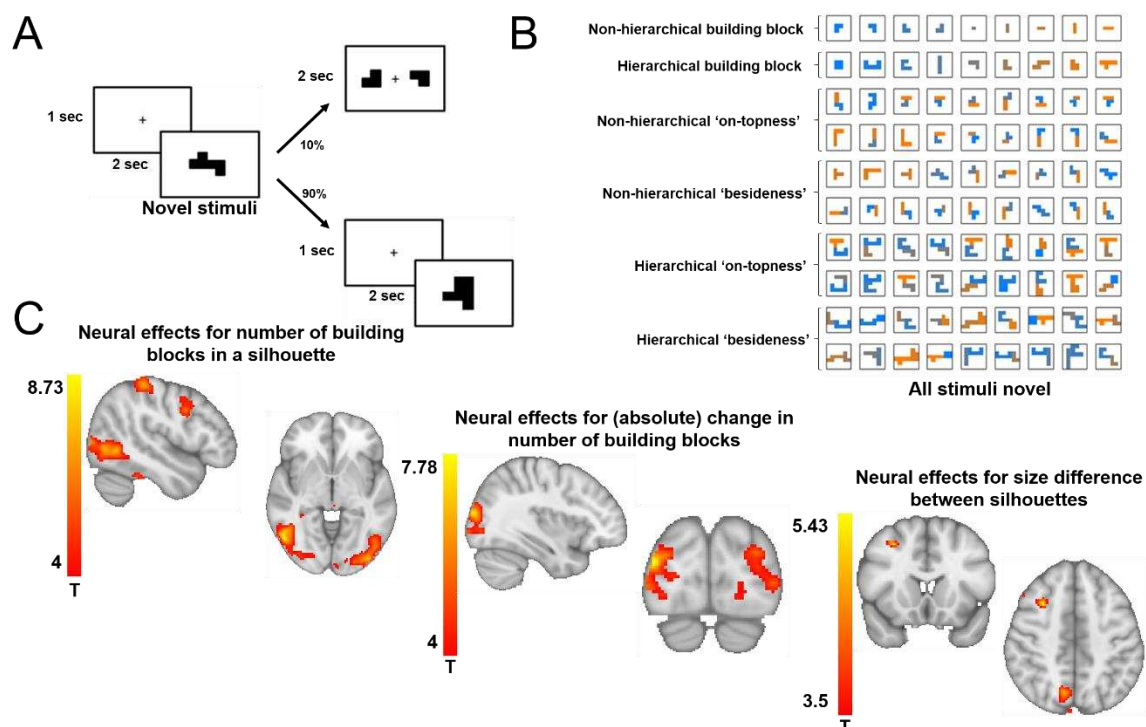 A
1 sec
+
2 sec
Novel stimuli
10%
90%
2 sec
+
1 sec
+
2 sec
B
Non-hierarchical building block
Hierarchical building block
Non-hierarchical ‘on-topness’
Non-hierarchical ‘besideness’
Hierarchical ‘on-topness’
Hierarchical ‘besideness’
All stimuli novel
C
Neural effects for number of building
blocks in a silhouette
8.73
4
T
Neural effects for (absolute) change in
number of building blocks
7.78
4
T
Neural effects for size difference
between silhouettes
5.43
3.5
T